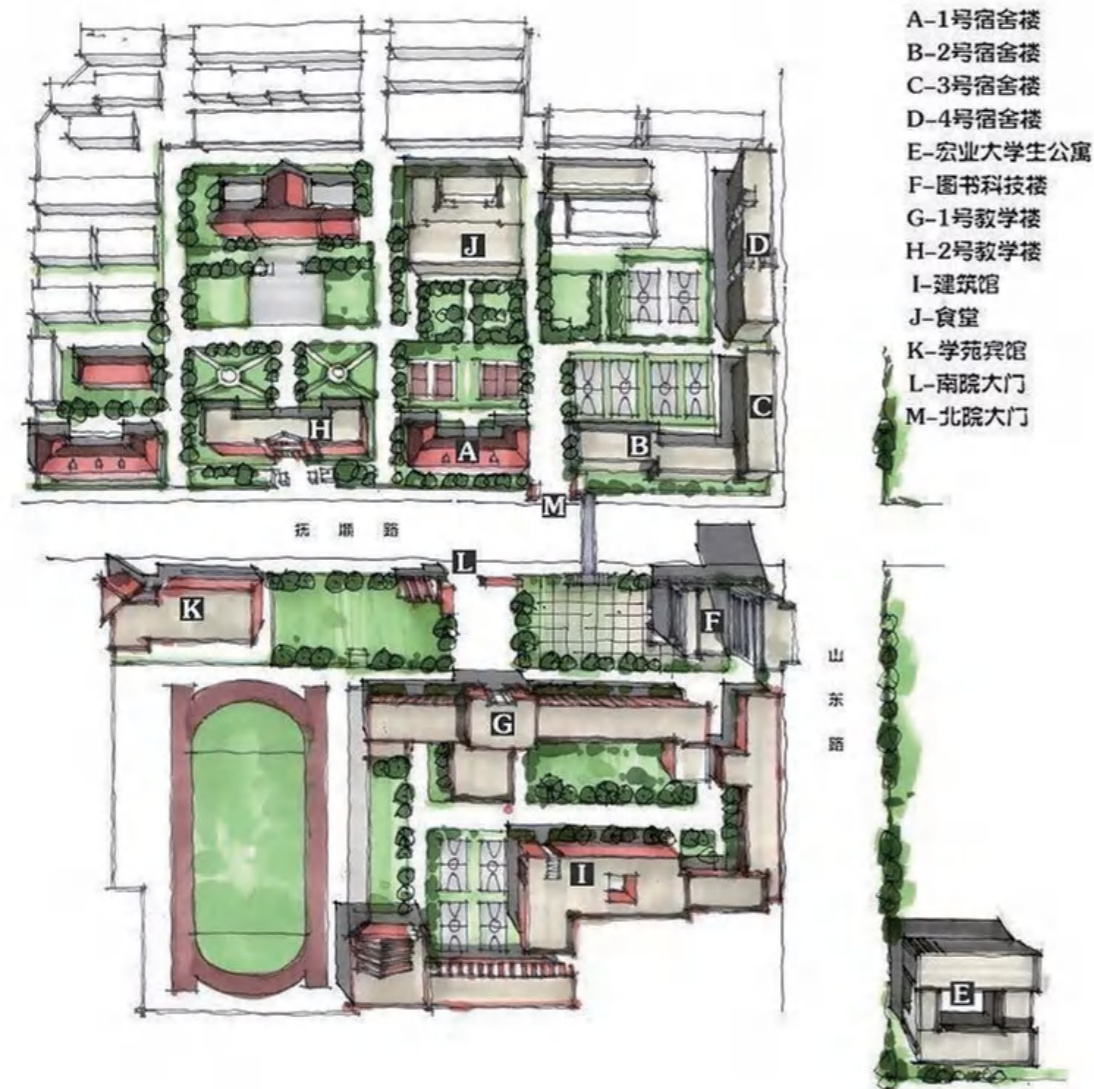 A-1号宿舍楼
B-2号宿舍楼
C-3号宿舍楼
D-4号宿舍楼
E-宏业大学生公寓
F-图书科技楼
G-1号教学楼
H-2号教学楼
I-建筑馆
J-食堂
K-学苑宾馆
L-南院大门
M-北院大门
J
D
C
H
A
B
M
抚顺路
L
K
F
山东路
G
I
E